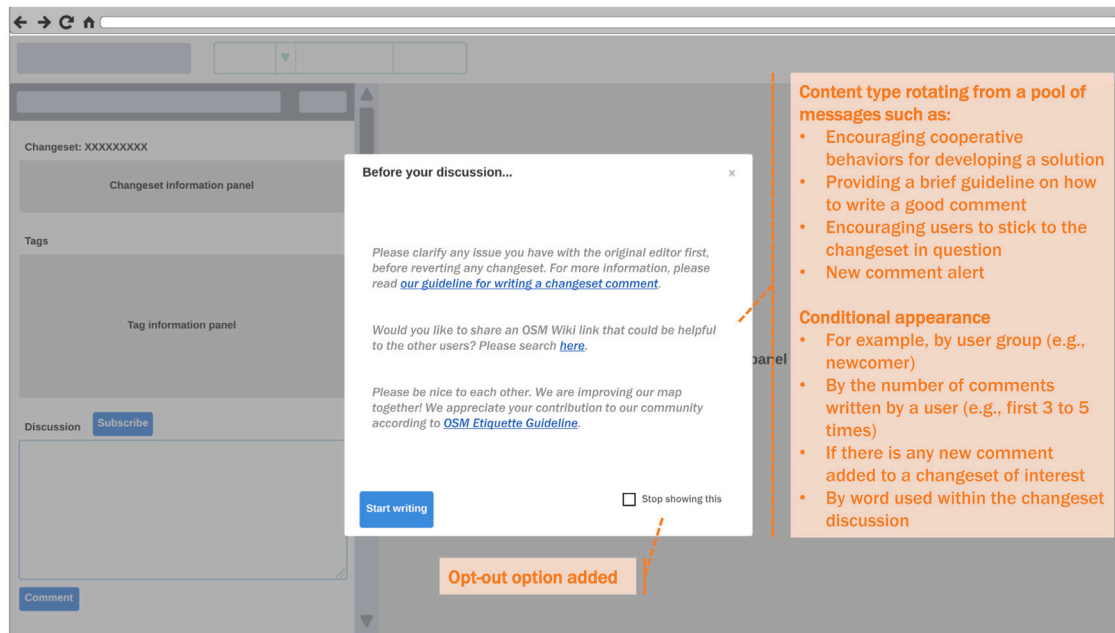 Changeset: XXXXXXXXX
Changeset information panel
Tags
Tag information panel
Discussion
Subscribe
Comment
Before your discussion...
x
Please clarify any issue you have with the original editor first,
before reverting any changeset. For more information, please
read our guideline for writing a changeset comment.
Would you like to share an OSM Wiki link that could be helpful
to the other users? Please search here.
Please be nice to each other. We are improving our map
together! We appreciate your contribution to our community
according to OSM Etiquette Guideline.
Start writing
Stop showing this
Opt-out option added
panel
Content type rotating from a pool of
messages such as:
• Encouraging cooperative
behaviors for developing a solution
• Providing a brief guideline on how
to write a good comment
• Encouraging users to stick to the
changeset in question
• New comment alert
Conditional appearance
• For example, by user group (e.g.,
newcomer)
• By the number of comments
written by a user (e.g., first 3 to 5
times)
• If there is any new comment
added to a changeset of interest
• By word used within the changeset
discussion